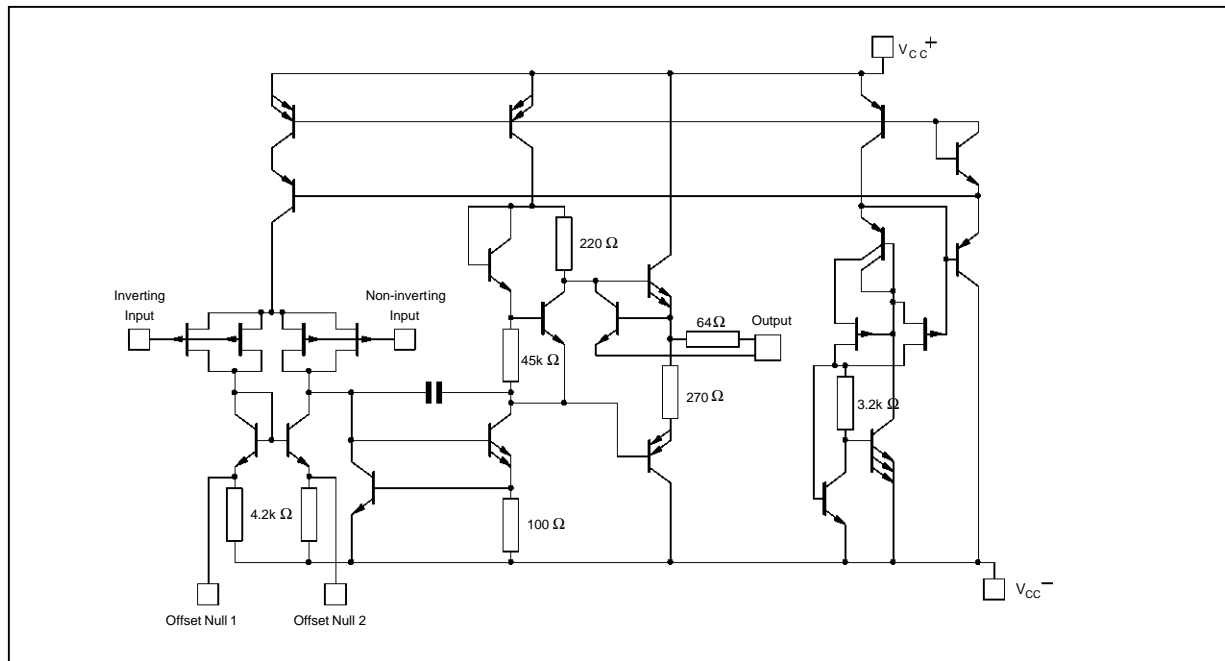 V CC +
220 Ω
Inverting
Input
Non-inverting
Input
64Ω
Output
45k Ω
270 Ω
3.2k Ω
4.2k Ω
100 Ω
Offset Null 1
Offset Null 2
VCC −